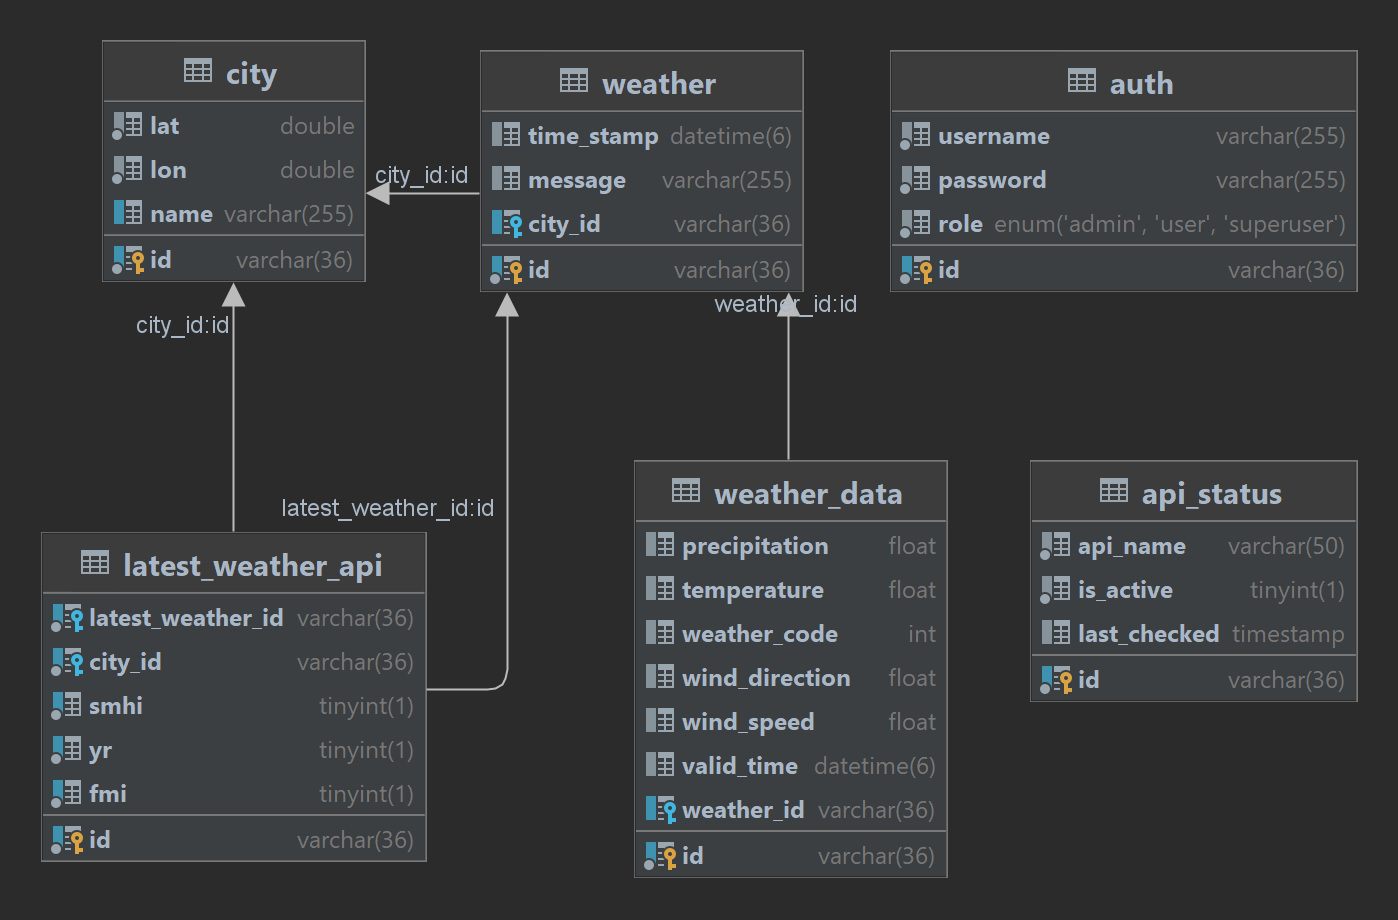 city
lat double
lon double
name varchar(255)
id varchar(36)
weather
time_stamp datetime(6)
message varchar(255)
city_id varchar(36)
id varchar(36)
auth
username varchar(255)
password varchar(255)
role enum('admin', 'user', 'superuser')
id varchar(36)
city_id:id
city_id:id
weather_id:id
latest_weather_id:id
latest_weather_api
latest_weather_id varchar(36)
city_id varchar(36)
smhi tinyint(1)
yr tinyint(1)
fmi tinyint(1)
id varchar(36)
weather_data
precipitation float
temperature float
weather_code int
wind_direction float
wind_speed float
valid_time datetime(6)
weather_id varchar(36)
id varchar(36)
api_status
api_name varchar(50)
is_active tinyint(1)
last_checked timestamp
id varchar(36)